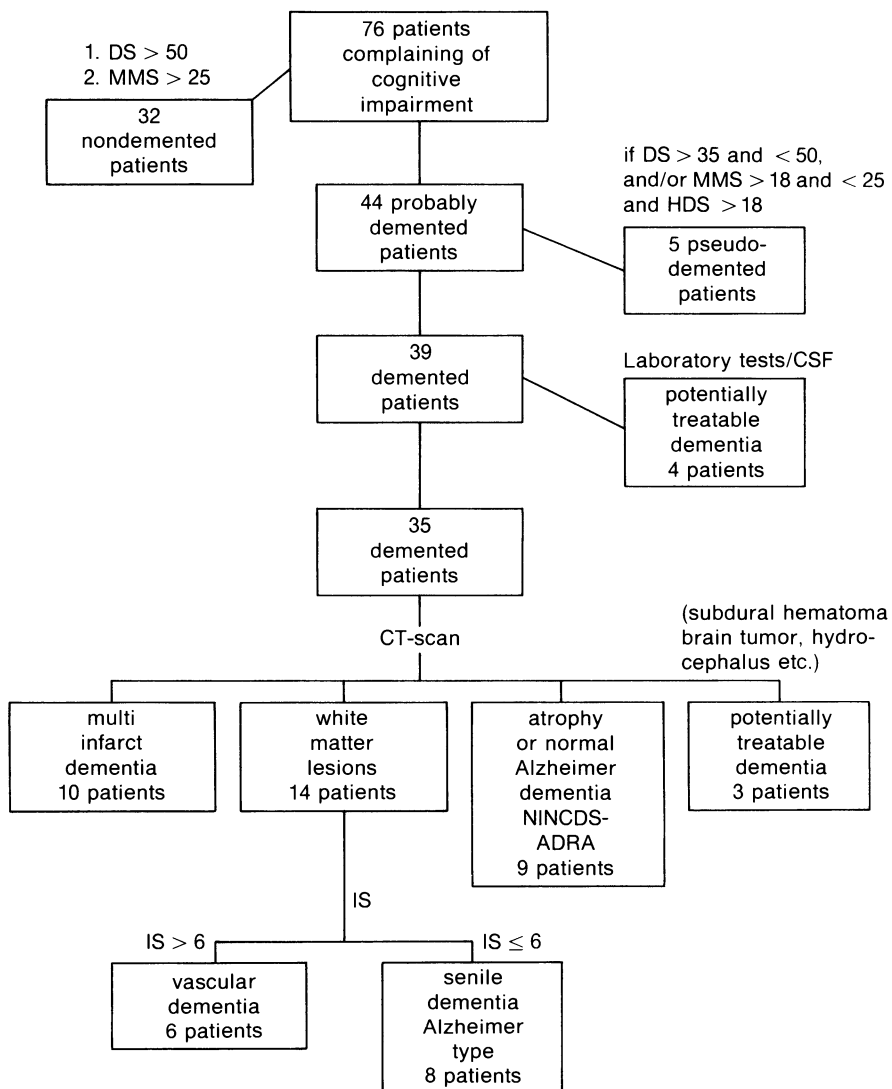 76 patients
complaining of
cognitive
impairment
1. DS > 50
2. MMS > 25
32
nondemented
patients
44 probably
demented
patients
if DS > 35 and < 50,
and/or MMS > 18 and < 25
and HDS > 18
5 pseudo-
demented
patients
39
demented
patients
Laboratory tests/CSF
potentially
treatable
dementia
4 patients
35
demented
patients
CT-scan
(subdural hematoma
brain tumor, hydro-
cephalus etc.)
multi
infarct
dementia
10 patients
white
matter
lesions
14 patients
atrophy
or normal
Alzheimer
dementia
NINCDS-
ADRA
9 patients
potentially
treatable
dementia
3 patients
IS
IS > 6
IS ≤ 6
vascular
dementia
6 patients
senile
dementia
Alzheimer
type
8 patients